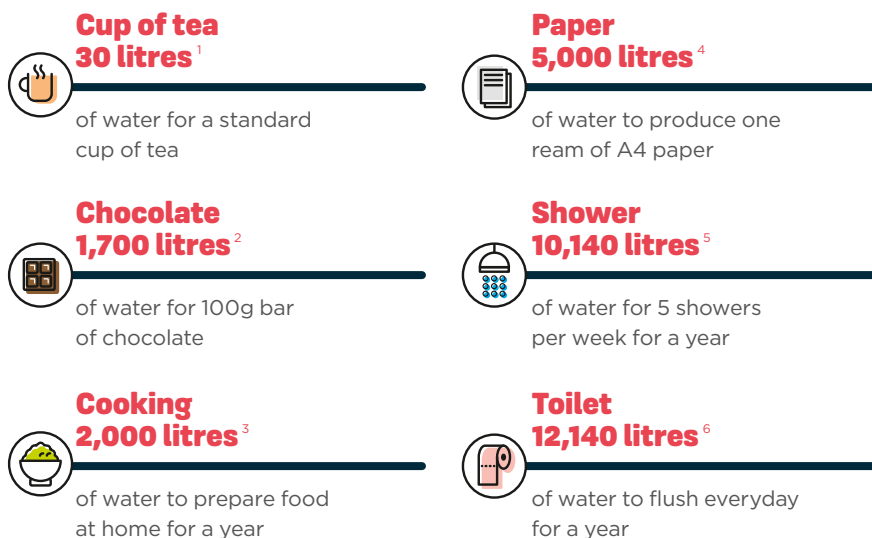 Cup of tea
30 litres 1
of water for a standard
cup of tea
Chocolate
1,700 litres 2
of water for 100g bar
of chocolate
Cooking
2,000 litres 3
of water to prepare food
at home for a year
Paper
5,000 litres 4
of water to produce one
ream of A4 paper
Shower
10,140 litres 5
of water for 5 showers
per week for a year
Toilet
12,140 litres 6
of water to flush everyday
for a year